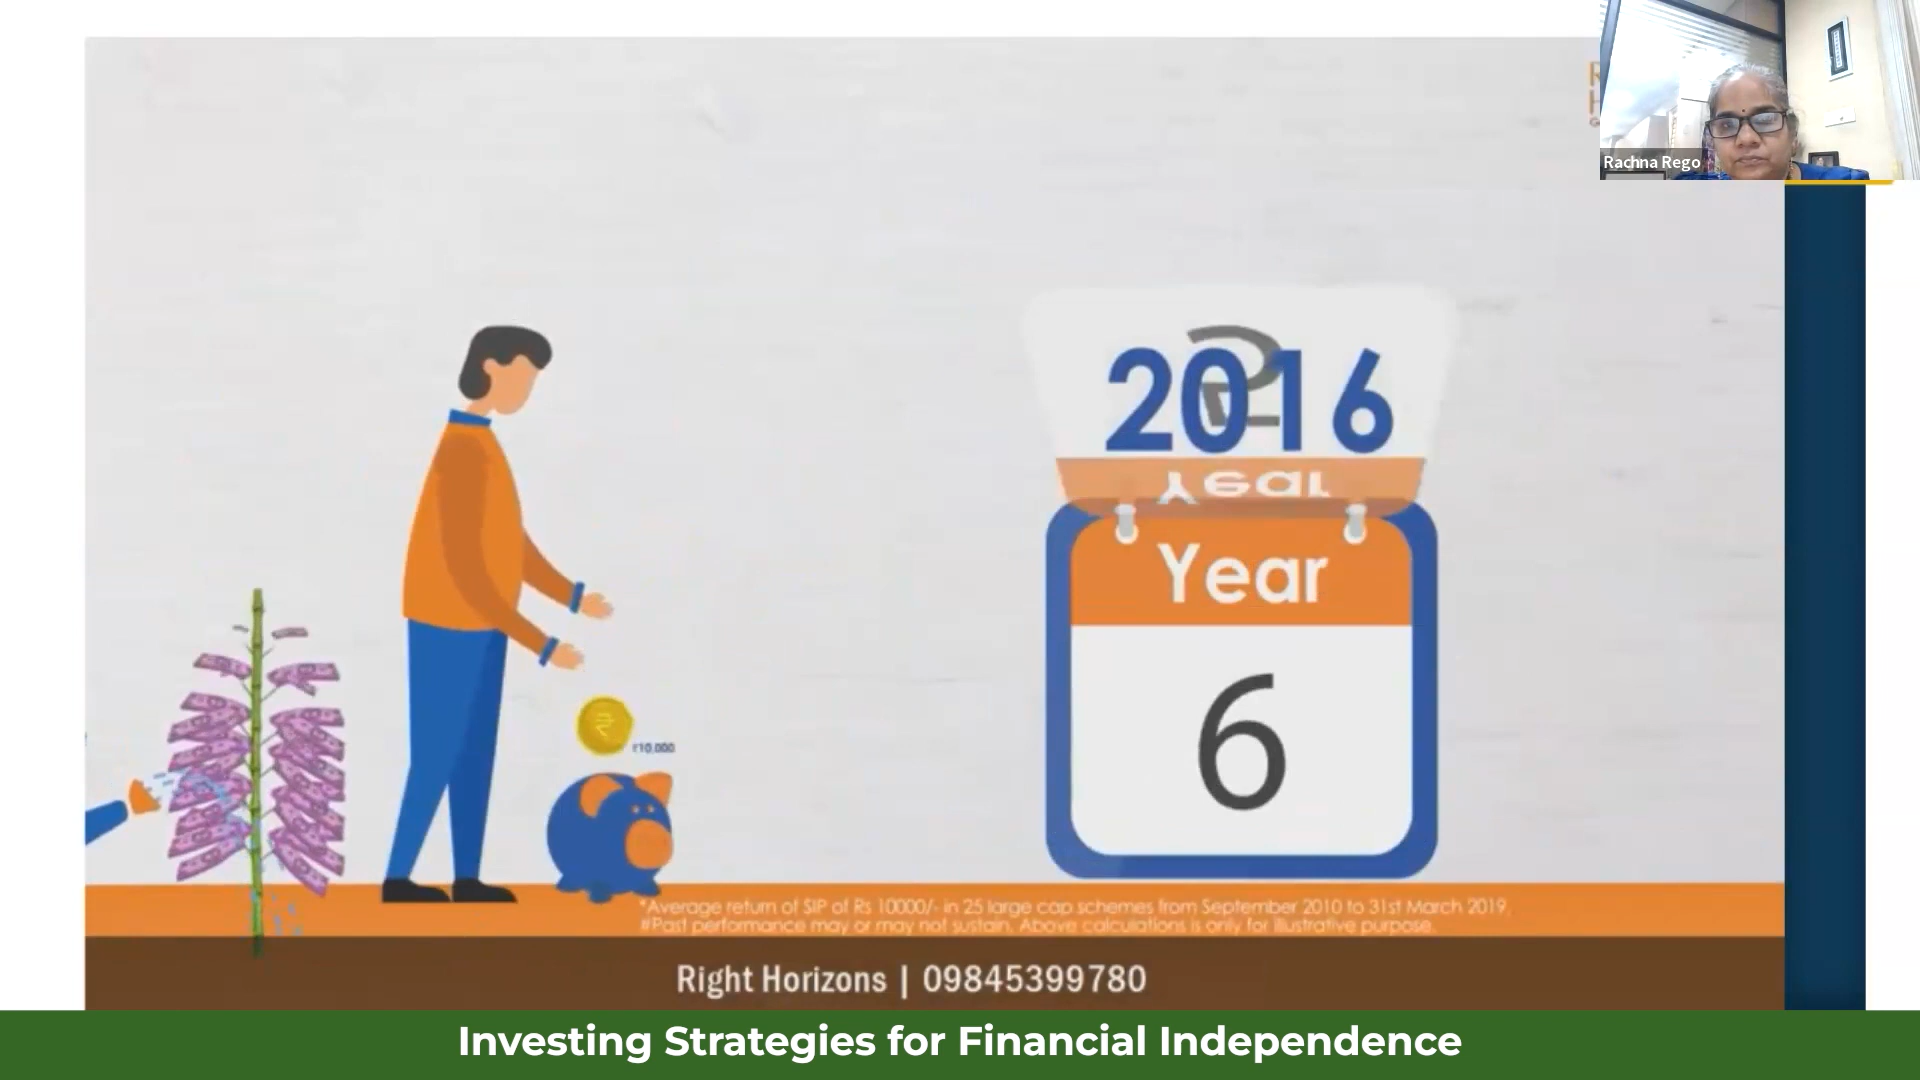 Rachna Rego
2016
Year
Year
6
₹10,000
*Average return of SIP of Rs 10000/- in 25 large cap schemes from September 2010 to 31st March 2019.
#Past performance may or may not sustain. Above calculations is only for illustrative purpose.
Right Horizons | 09845399780
Investing Strategies for Financial Independence